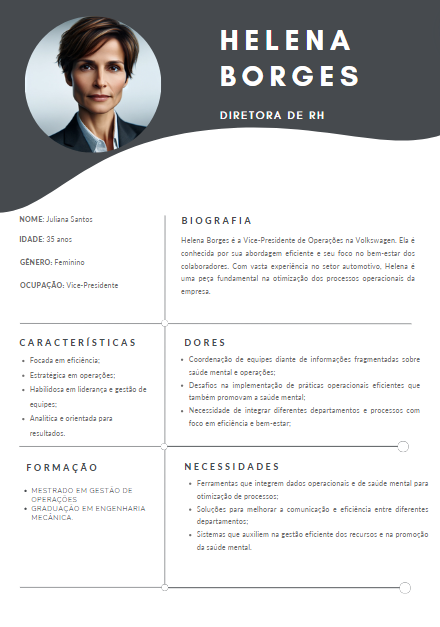 HELENA
BORGES
DIRETORA DE RH
NOME: Juliana Santos
IDADE: 35 anos
GÊNERO: Feminino
OCUPAÇÃO: Vice-Presidente
BIOGRAFIA
Helena Borges é a Vice-Presidente de Operações na Volkswagen. Ela é
conhecida por sua abordagem eficiente e seu foco no bem-estar dos
colaboradores. Com vasta experiência no setor automotivo, Helena é
uma peça fundamental na otimização dos processos operacionais da
empresa.
CARACTERÍSTICAS
• Focada em eficiência;
• Estratégica em operações;
• Habilidosa em liderança e gestão de
equipes;
• Analítica e orientada para
resultados.
DORES
• Coordenação de equipes diante de informações fragmentadas sobre
saúde mental e operações;
• Desafios na implementação de práticas operacionais eficientes que
também promovam a saúde mental;
• Necessidade de integrar diferentes departamentos e processos com
foco em eficiência e bem-estar;
FORMAÇÃO
• MESTRADO EM GESTÃO DE
OPERAÇÕES
• GRADUAÇÃO EM ENGENHARIA
MECÂNICA.
NECESSIDADES
• Ferramentas que integrem dados operacionais e de saúde mental para
otimização de processos;
• Soluções para melhorar a comunicação e eficiência entre diferentes
departamentos;
• Sistemas que auxiliem na gestão eficiente dos recursos e na promoção
da saúde mental.